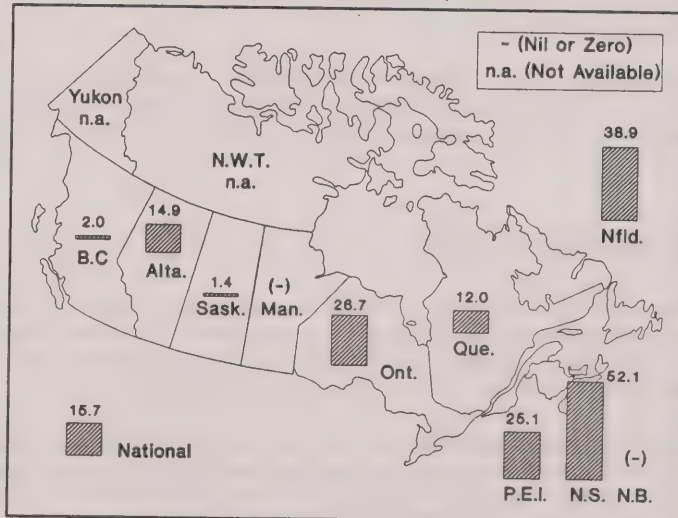 - (Nil or Zero)
n.a. (Not Available)
Yukon
n.a.
N.W.T.
n.a.
38.9
Nfld.
2.0
B.C
14.9
Alta.
1.4
Sask.
(-)
Man.
26.7
Ont.
12.0
Que.
52.1
N.S.
25.1
P.E.I.
(-)
N.B.
15.7
National